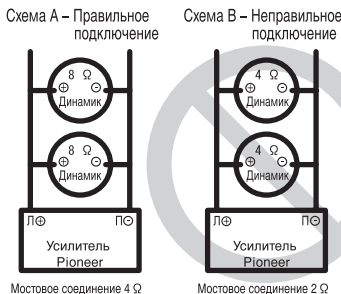 Схема А – Правильное
подключение
8 Ω
⊕ ⊖
Динамик
8 Ω
⊕ ⊖
Динамик
Л⊕ П⊖
Усилитель
Pioneer
Мостовое соединение 4 Ω
Схема В – Неправильное
подключение
4 Ω
⊕ ⊖
Динамик
4 Ω
⊕ ⊖
Динамик
Л⊕ П⊖
Усилитель
Pioneer
Мостовое соединение 2 Ω